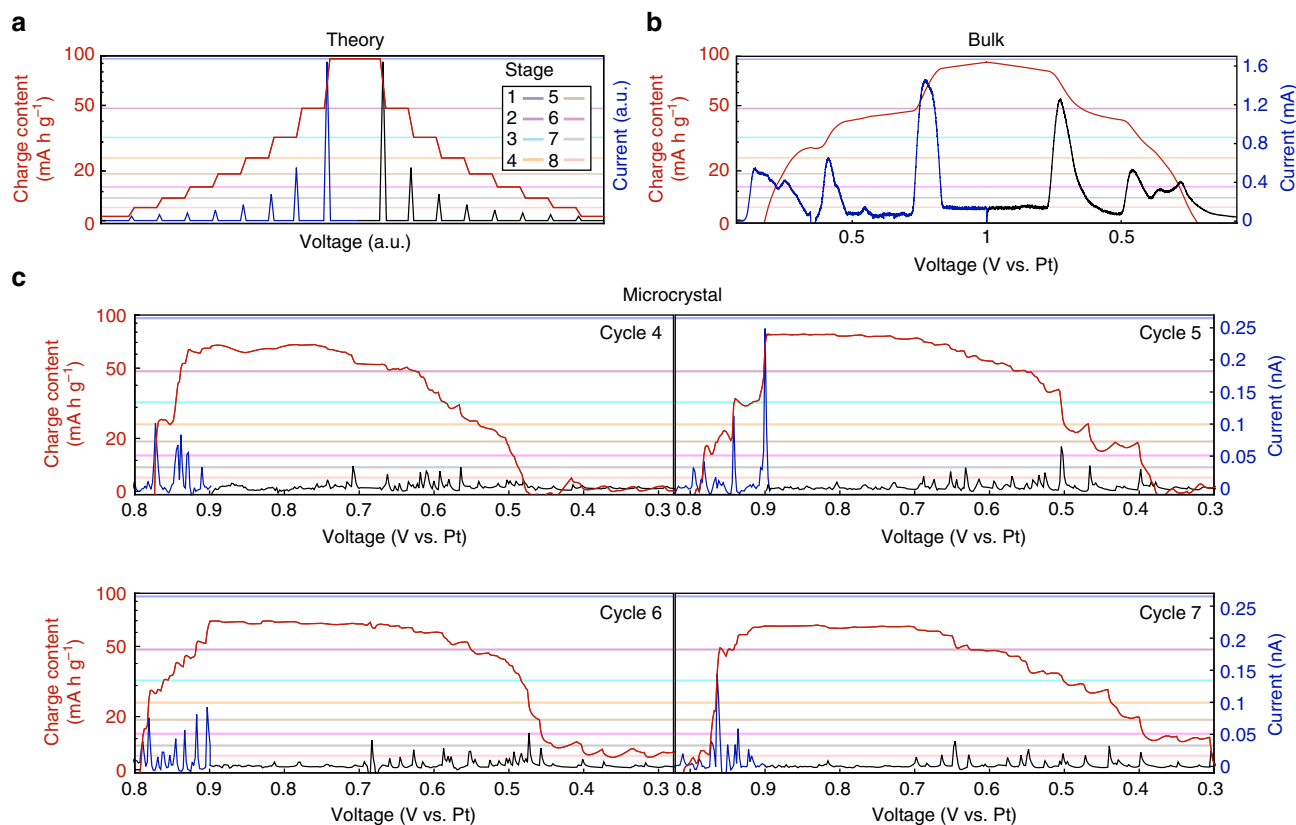 a
Theory
Charge content
(mA h g−1)
100
50
20
0
Stage
1 5
2 6
3 7
4 8
Current (a.u.)
Voltage (a.u.)
b
Bulk
Charge content
(mA h g−1)
100
50
20
0
1.6
1.2
0.8
0.4
0
Current (mA)
0.5 1 0.5
Voltage (V vs. Pt)
c
Microcrystal
Charge content
(mA h g−1)
100
50
20
0
Cycle 4
0.8 0.9 0.8 0.7 0.6 0.5 0.4 0.3
Voltage (V vs. Pt)
Cycle 5
0.25
0.2
0.15
0.1
0.05
0
Current (nA)
0.8 0.9 0.8 0.7 0.6 0.5 0.4 0.3
Voltage (V vs. Pt)
Charge content
(mA h g−1)
100
50
20
0
Cycle 6
0.8 0.9 0.8 0.7 0.6 0.5 0.4 0.3
Voltage (V vs. Pt)
Cycle 7
0.25
0.2
0.15
0.1
0.05
0
Current (nA)
0.8 0.9 0.8 0.7 0.6 0.5 0.4 0.3
Voltage (V vs. Pt)